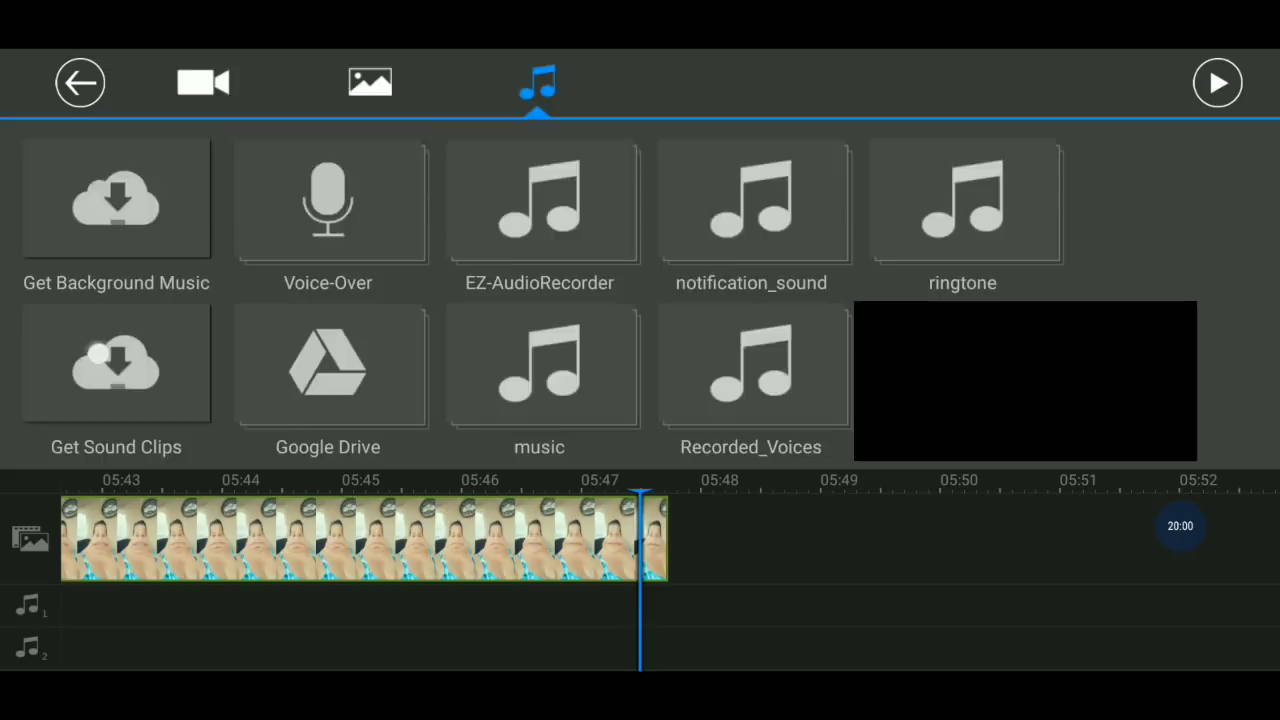 Get Background Music
Voice-Over
EZ-AudioRecorder
notification_sound
ringtone
Get Sound Clips
Google Drive
music
Recorded_Voices
05:43 05:44 05:45 05:46 05:47 05:48 05:49 05:50 05:51 05:52
20:00
1
2